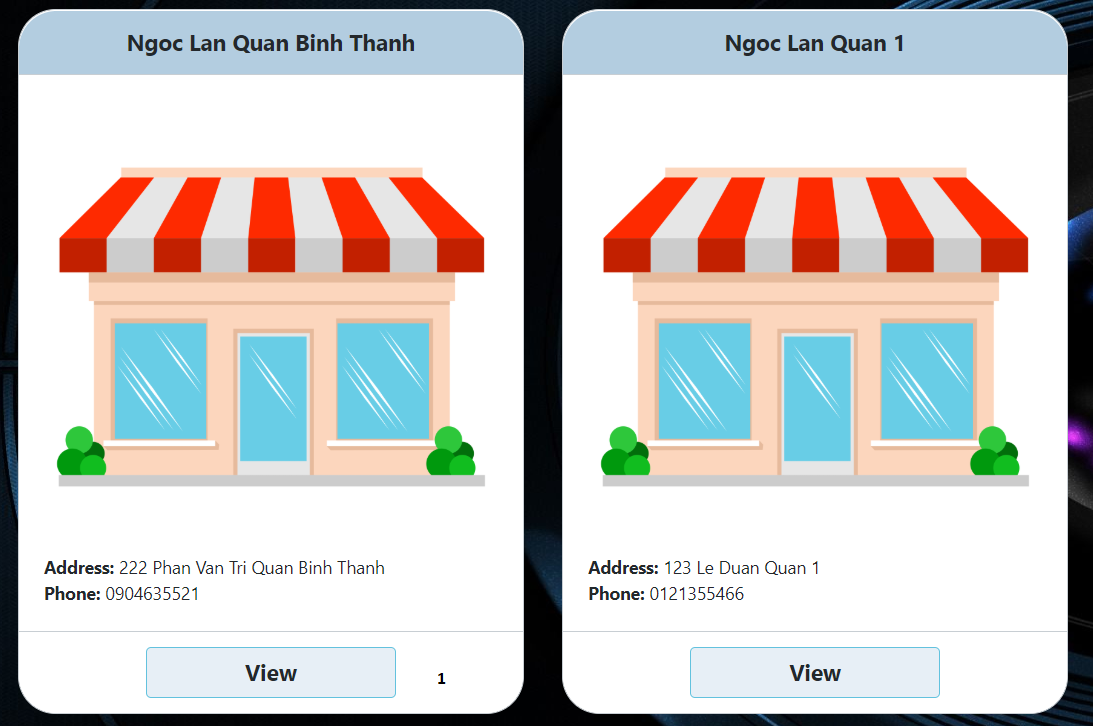 Ngoc Lan Quan Binh Thanh
Address: 222 Phan Van Tri Quan Binh Thanh
Phone: 0904635521
View
1
Ngoc Lan Quan 1
Address: 123 Le Duan Quan 1
Phone: 0121355466
View